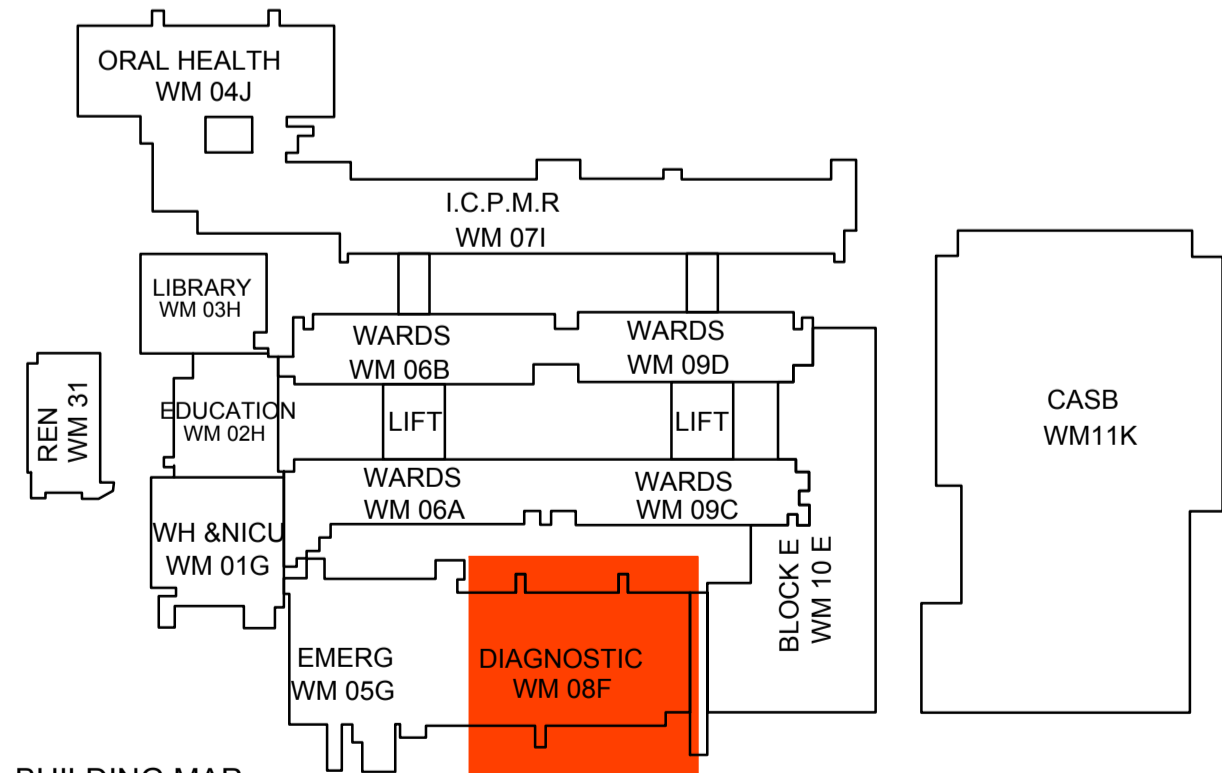 ORAL HEALTH
WM 04J
I.C.P.M.R
WM 07I
LIBRARY
WM 03H
WARDS
WM 06B
WARDS
WM 09D
REN
WM 31
EDUCATION
WM 02H
LIFT
LIFT
CASB
WM11K
WARDS
WM 06A
WARDS
WM 09C
WH &NICU
WM 01G
BLOCK E
WM 10 E
EMERG
WM 05G
DIAGNOSTIC
WM 08F
BUILDING MAP